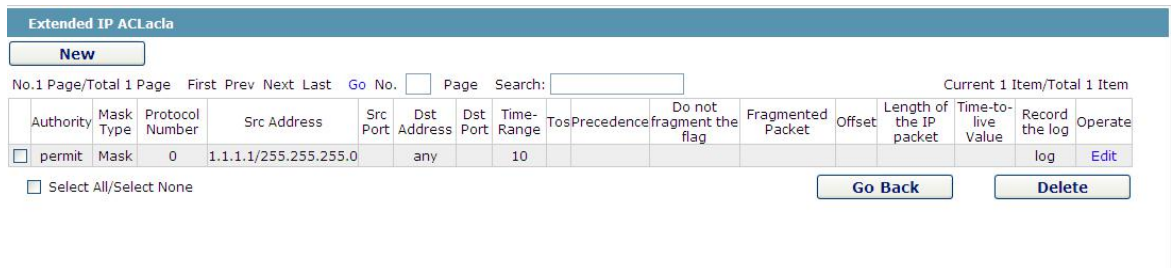 Extended IP ACLacla
New
No.1 Page/Total 1 Page First Prev Next Last Go No. Page Search: Current 1 Item/Total 1 Item
Authority Mask Type Protocol Number Src Address Src Port Dst Address Dst Port Time-Range Tos Precedence Do not fragment the flag Fragmented Packet Offset Length of the IP packet Time-to-live Value Record the log Operate
permit Mask 0 1.1.1.1/255.255.255.0 any 10 log Edit
Select All/Select None Go Back Delete